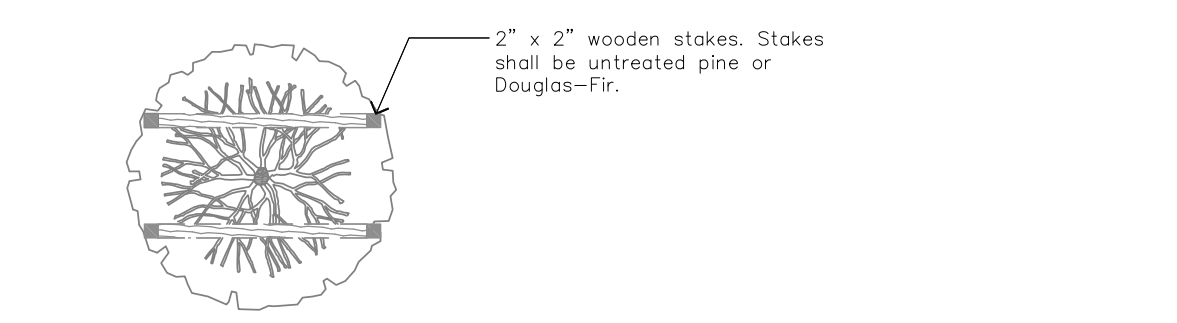 2” x 2” wooden stakes. Stakes
shall be untreated pine or
Douglas–Fir.